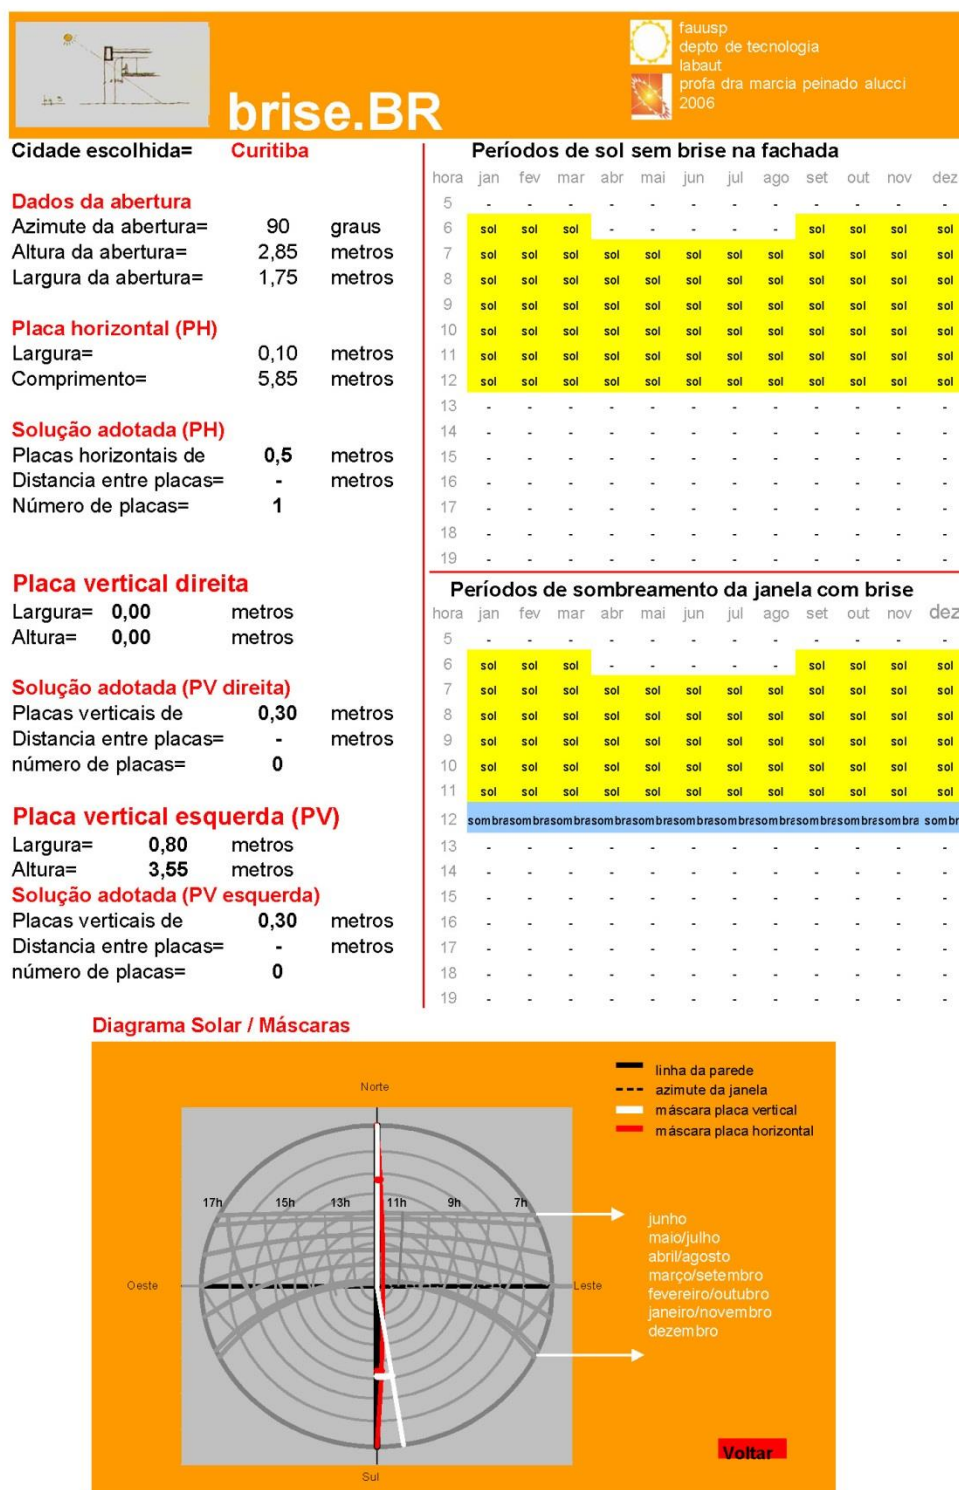 fauusp
depto de tecnologia
labaut
profa dra marcia peinado alucci
2006
brise.BR
Cidade escolhida= Curitiba
Dados da abertura
Azimute da abertura= 90 graus
Altura da abertura= 2,85 metros
Largura da abertura= 1,75 metros
Placa horizontal (PH)
Largura= 0,10 metros
Comprimento= 5,85 metros
Solução adotada (PH)
Placas horizontais de 0,5 metros
Distancia entre placas= - metros
Número de placas= 1
Placa vertical direita
Largura= 0,00 metros
Altura= 0,00 metros
Solução adotada (PV direita)
Placas verticais de 0,30 metros
Distancia entre placas= - metros
número de placas= 0
Placa vertical esquerda (PV)
Largura= 0,80 metros
Altura= 3,55 metros
Solução adotada (PV esquerda)
Placas verticais de 0,30 metros
Distancia entre placas= - metros
número de placas= 0
Períodos de sol sem brise na fachada
hora jan fev mar abr mai jun jul ago set out nov dez
5 - - - - - - - - - - - -
6 sol sol sol - - - - - sol sol sol sol
7 sol sol sol sol sol sol sol sol sol sol sol sol
8 sol sol sol sol sol sol sol sol sol sol sol sol
9 sol sol sol sol sol sol sol sol sol sol sol sol
10 sol sol sol sol sol sol sol sol sol sol sol sol
11 sol sol sol sol sol sol sol sol sol sol sol sol
12 sol sol sol sol sol sol sol sol sol sol sol sol
13 - - - - - - - - - - - -
14 - - - - - - - - - - - -
15 - - - - - - - - - - - -
16 - - - - - - - - - - - -
17 - - - - - - - - - - - -
18 - - - - - - - - - - - -
19 - - - - - - - - - - - -
Períodos de sombreamento da janela com brise
hora jan fev mar abr mai jun jul ago set out nov dez
5 - - - - - - - - - - - -
6 sol sol sol - - - - - sol sol sol sol
7 sol sol sol sol sol sol sol sol sol sol sol sol
8 sol sol sol sol sol sol sol sol sol sol sol sol
9 sol sol sol sol sol sol sol sol sol sol sol sol
10 sol sol sol sol sol sol sol sol sol sol sol sol
11 sol sol sol sol sol sol sol sol sol sol sol sol
12 sombra sombra sombra sombra sombra sombra sombra sombra sombra sombra sombra sombr
13 - - - - - - - - - - - -
14 - - - - - - - - - - - -
15 - - - - - - - - - - - -
16 - - - - - - - - - - - -
17 - - - - - - - - - - - -
18 - - - - - - - - - - - -
19 - - - - - - - - - - - -
Diagrama Solar / Máscaras
linha da parede
azimute da janela
máscara placa vertical
máscara placa horizontal
Norte
17h 15h 13h 11h 9h 7h
Oeste
Leste
Sul
junho
maio/julho
abril/agosto
março/setembro
fevereiro/outubro
janeiro/novembro
dezembro
Voltar